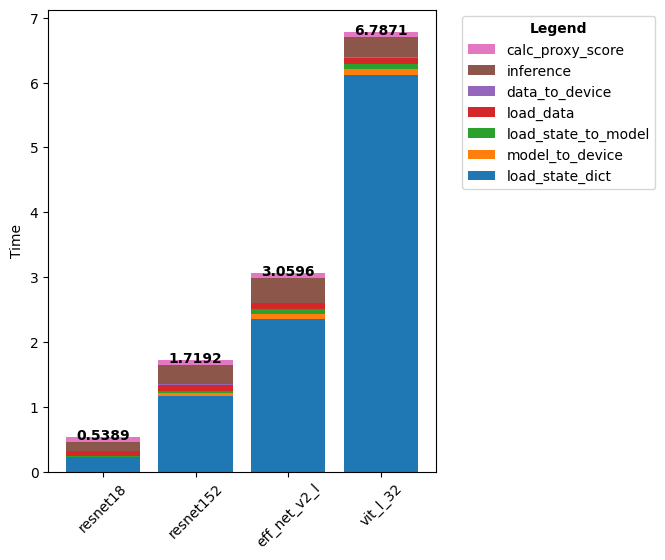 7
6
5
4
3
2
1
0
Time
6.7871
3.0596
1.7192
0.5389
resnet18
resnet152
eff_net_v2_l
vit_l_32
Legend
calc_proxy_score
inference
data_to_device
load_data
load_state_to_model
model_to_device
load_state_dict